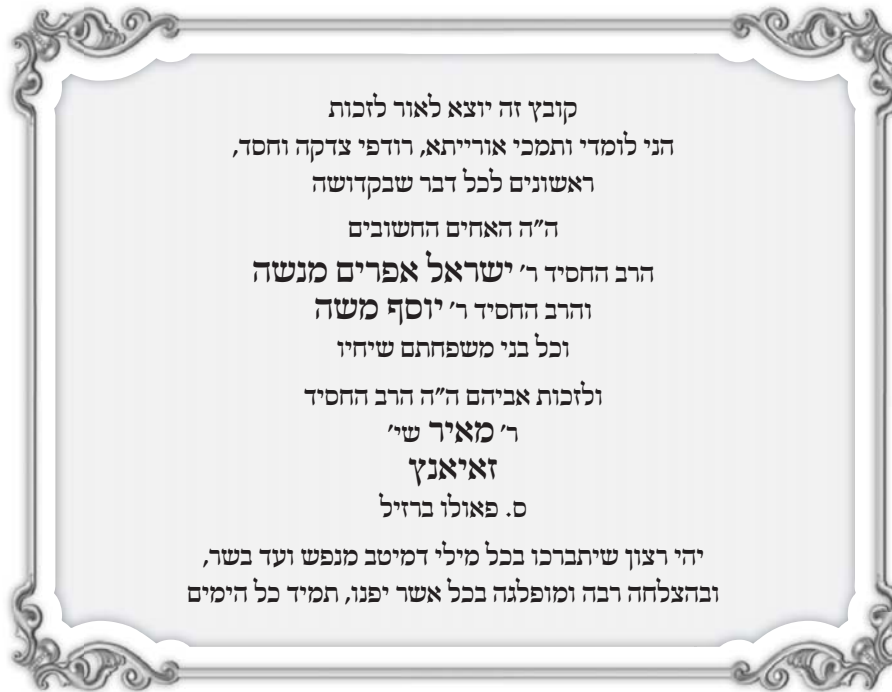 קובץ זה יוצא לאור לזכות
הני לומדי ותמכי אורייתא, רודפי צדקה וחסד,
ראשונים לכל דבר שבקדושה
ה״ה האחים החשובים
הרב החסיד ר׳ ישראל אפרים מנשה
והרב החסיד ר׳ יוסף משה
וכל בני משפחתם שיחיו
ולזכות אביהם ה״ה הרב החסיד
ר׳ מאיר שי׳
זאיאנץ
ס. פאולו ברזיל
יהי רצון שיתברכו בכל מילי דמיטב מנפש ועד בשר,
ובהצלחה רבה ומופלגה בכל אשר יפנו, תמיד כל הימים